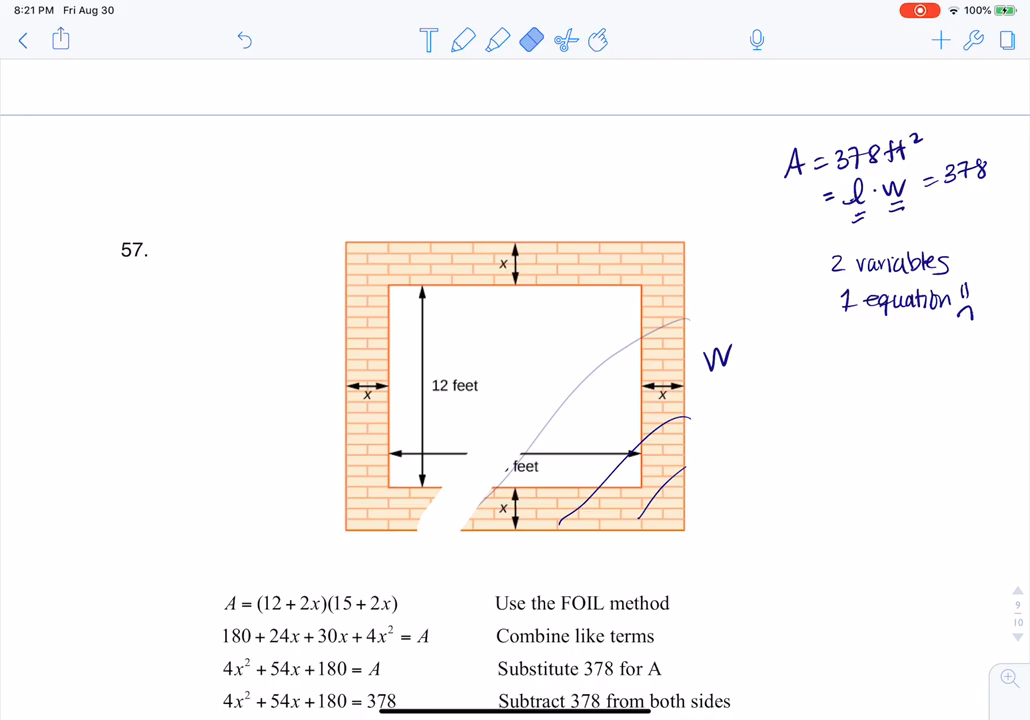 8:21 PM Fri Aug 30
100%
A = 378 ft²
= l · W = 378
57.
x
2 variables
1 equation
W
12 feet
x
x
feet
x
A = (12 + 2x)(15 + 2x) Use the FOIL method
180 + 24x + 30x + 4x² = A Combine like terms
4x² + 54x + 180 = A Substitute 378 for A
4x² + 54x + 180 = 378 Subtract 378 from both sides
9
10